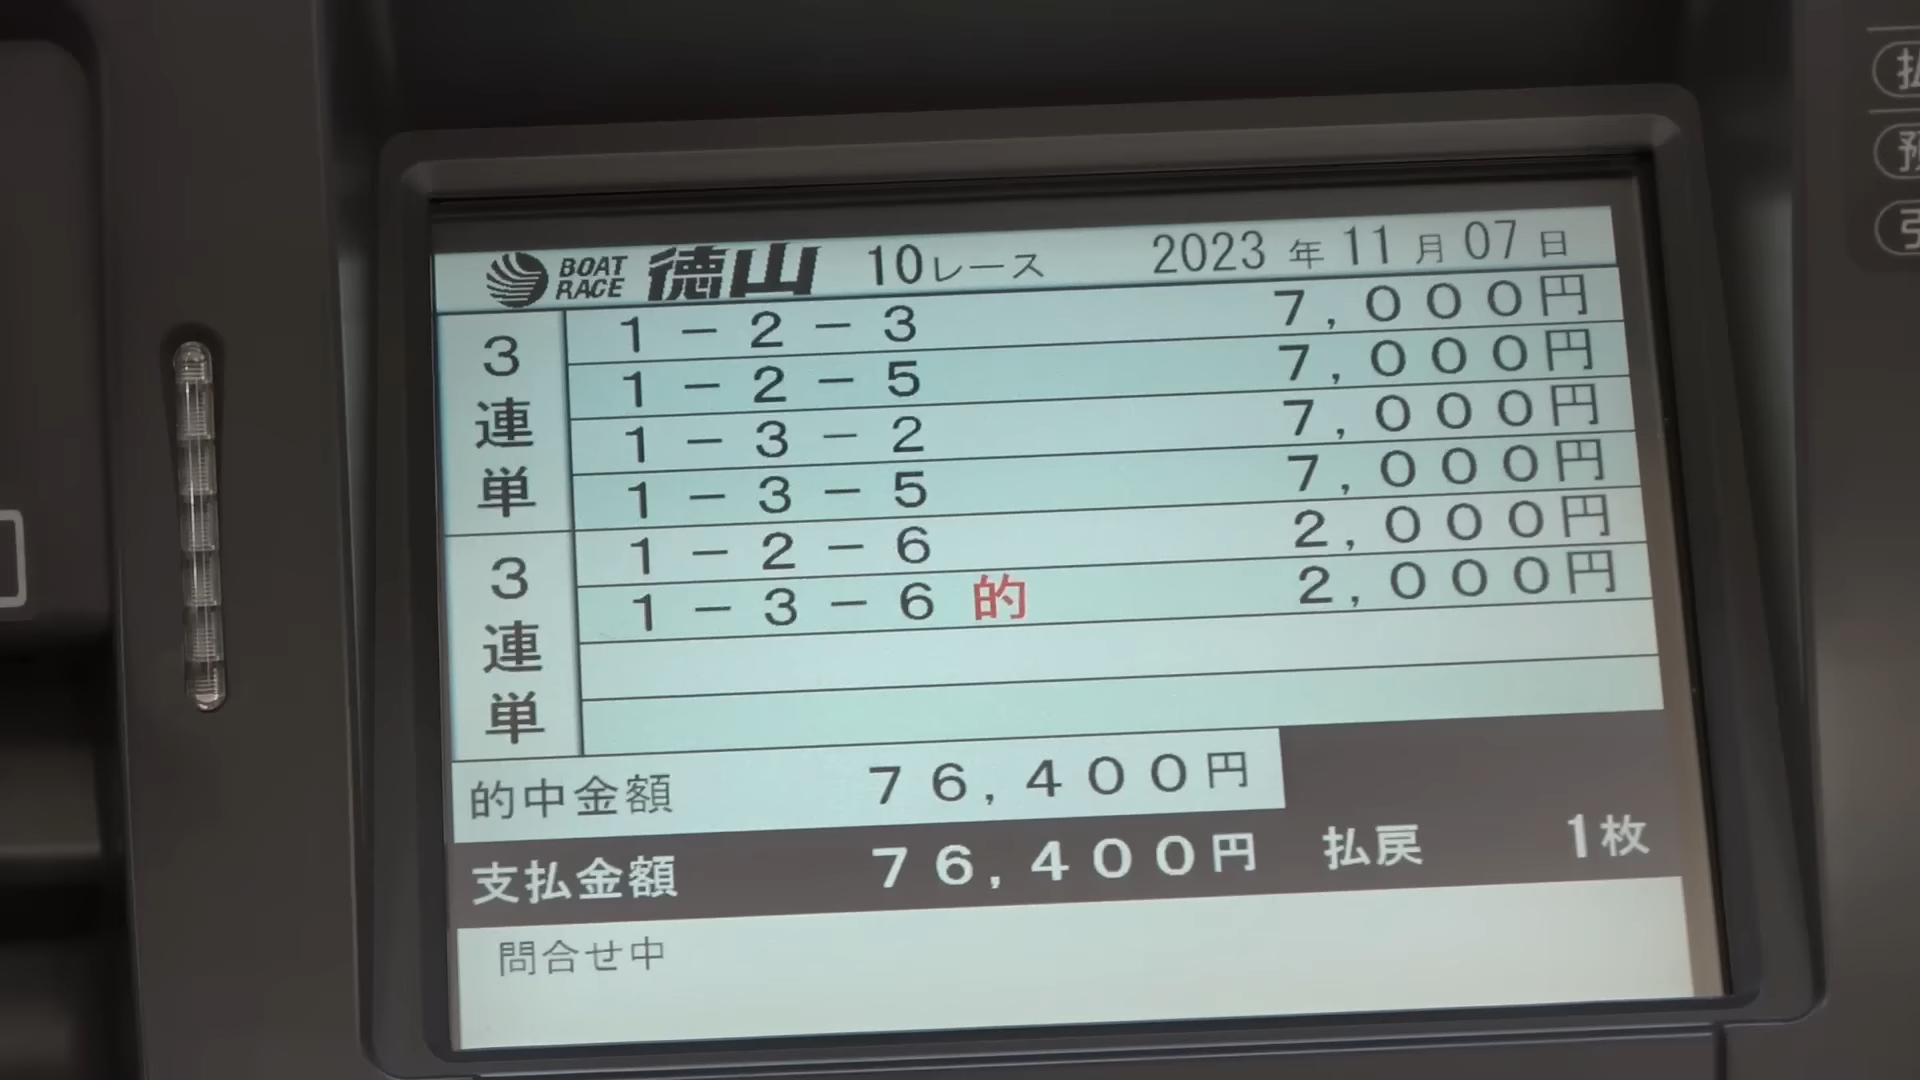 BOAT RACE 徳山 10レース 2023年11月07日
3連単
1-2-3 7,000円
1-2-5 7,000円
1-3-2 7,000円
1-3-5 7,000円
3連単
1-2-6 2,000円
1-3-6 的 2,000円
的中金額 76,400円
支払金額 76,400円 払戻 1枚
問合せ中
払